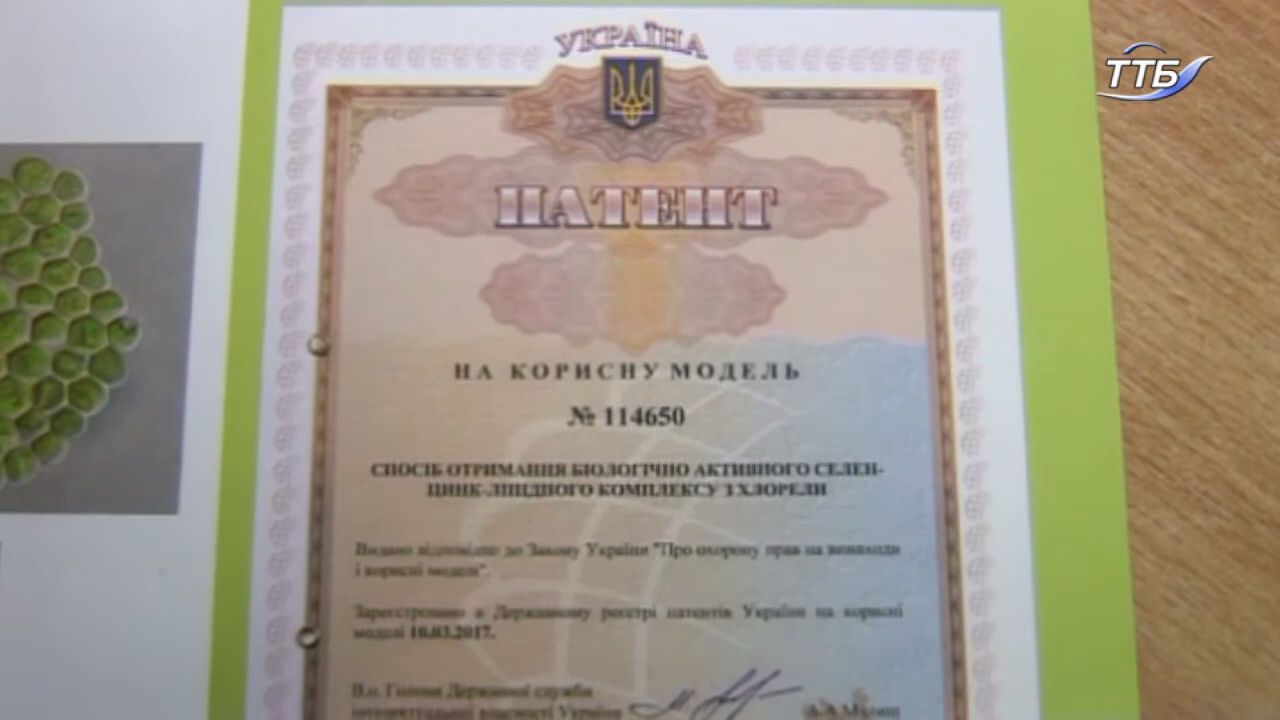 УКРАЇНА
ТТБ
ПАТЕНТ
НА КОРИСНУ МОДЕЛЬ
№ 114650
СПОСІБ ОТРИМАННЯ БІОЛОГІЧНО АКТИВНОГО СЕЛЕН-
ЦИНК-ЛІПІДНОГО КОМПЛЕКСУ З ХЛОРЕЛИ
Видано відповідно до Закону України "Про охорону прав на винаходи
і корисні моделі".
Зареєстровано в Державному реєстрі патентів України на корисні
моделі 10.03.2017.
В.о. Голови Державної служби
інтелектуальної власності України